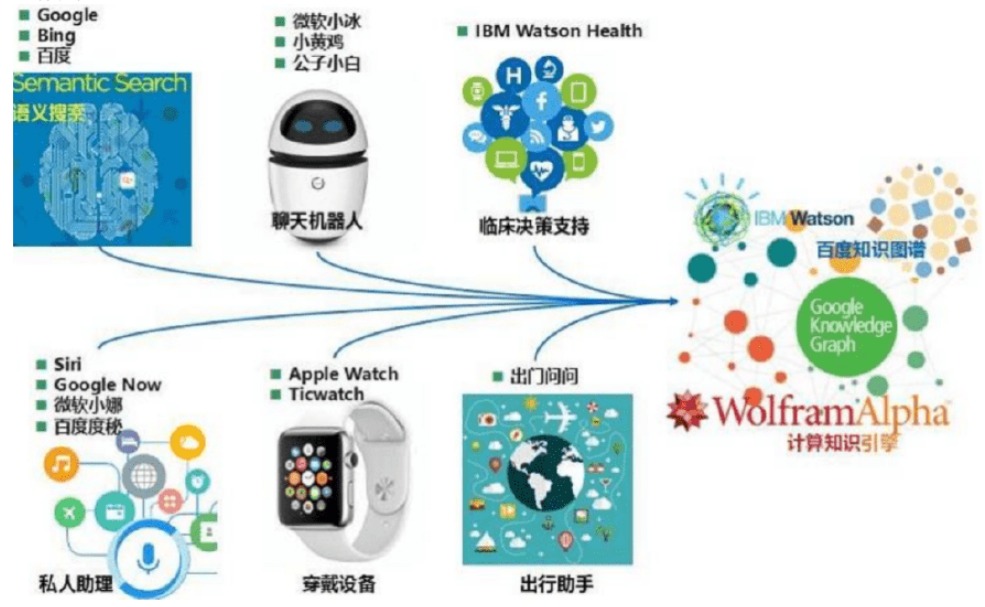 Google
Bing
百度
Semantic Search
语义搜索
微软小冰
小黄鸡
公子小白
聊天机器人
IBM Watson Health
H
临床决策支持
Siri
Google Now
微软小娜
百度度秘
私人助理
Apple Watch
Ticwatch
穿戴设备
出门问问
出行助手
IBM Watson
百度知识图谱
Google
Knowledge
Graph
WolframAlpha
计算知识引擎